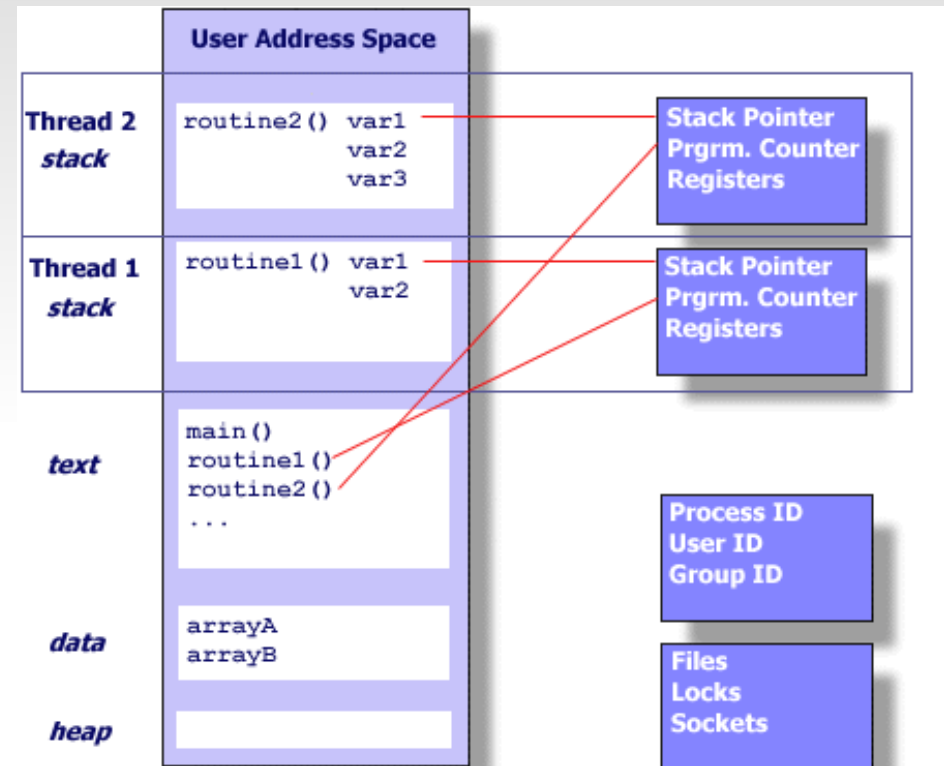 User Address Space
Thread 2
stack
routine2() var1
var2
var3
Stack Pointer
Prgrm. Counter
Registers
Thread 1
stack
routine1() var1
var2
Stack Pointer
Prgrm. Counter
Registers
text
main()
routine1()
routine2()
...
Process ID
User ID
Group ID
data
arrayA
arrayB
Files
Locks
Sockets
heap